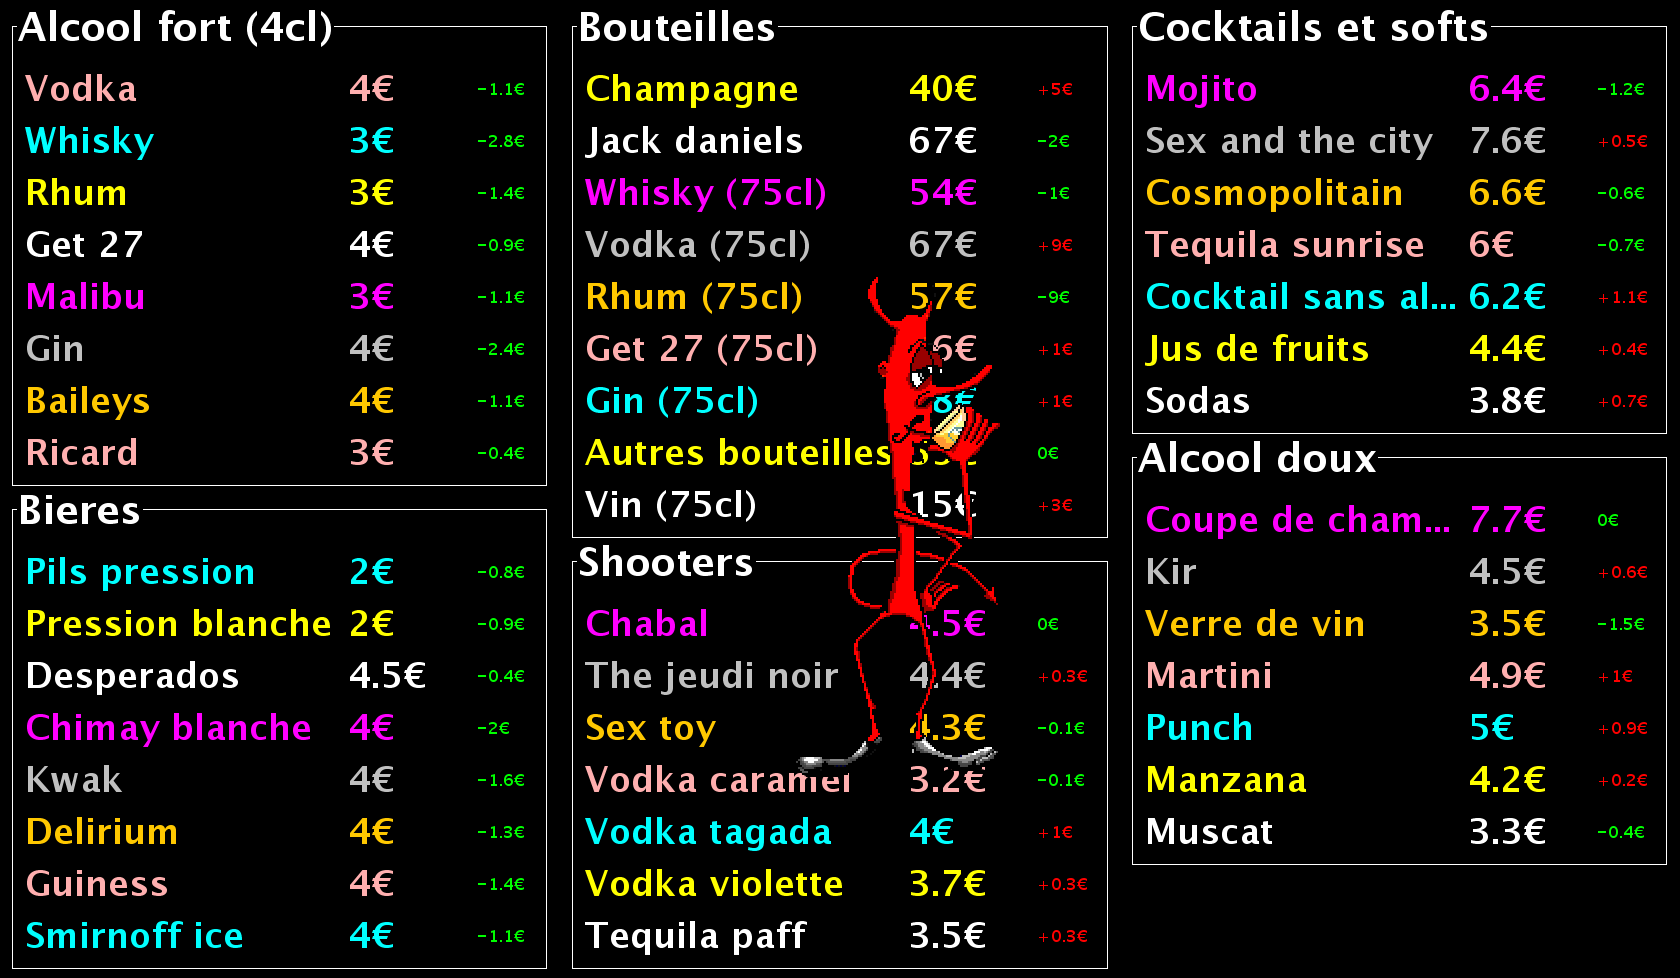 Alcool fort (4cl)
Vodka 4€ -1.1€
Whisky 3€ -2.8€
Rhum 3€ -1.4€
Get 27 4€ -0.9€
Malibu 3€ -1.1€
Gin 4€ -2.4€
Baileys 4€ -1.1€
Ricard 3€ -0.4€
Bieres
Pils pression 2€ -0.8€
Pression blanche 2€ -0.9€
Desperados 4.5€ -0.4€
Chimay blanche 4€ -2€
Kwak 4€ -1.6€
Delirium 4€ -1.3€
Guiness 4€ -1.4€
Smirnoff ice 4€ -1.1€
Bouteilles
Champagne 40€ +5€
Jack daniels 67€ -2€
Whisky (75cl) 54€ -1€
Vodka (75cl) 67€ +9€
Rhum (75cl) 57€ -9€
Get 27 (75cl) +1€
Gin (75cl) +1€
Autres bouteilles 0€
Vin (75cl) 15€ +3€
Shooters
Chabal 0€
The jeudi noir 4.4€ +0.3€
Sex toy 4.3€ -0.1€
Vodka caramel 3.2€ -0.1€
Vodka tagada 4€ +1€
Vodka violette 3.7€ +0.3€
Tequila paff 3.5€ +0.3€
Cocktails et softs
Mojito 6.4€ -1.2€
Sex and the city 7.6€ +0.5€
Cosmopolitain 6.6€ -0.6€
Tequila sunrise 6€ -0.7€
Cocktail sans al... 6.2€ +1.1€
Jus de fruits 4.4€ +0.4€
Sodas 3.8€ +0.7€
Alcool doux
Coupe de cham... 7.7€ 0€
Kir 4.5€ +0.6€
Verre de vin 3.5€ -1.5€
Martini 4.9€ +1€
Punch 5€ +0.9€
Manzana 4.2€ +0.2€
Muscat 3.3€ -0.4€